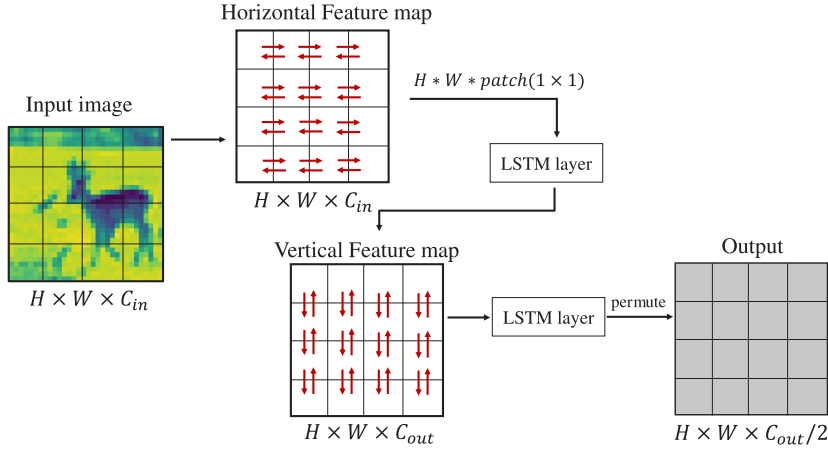 Horizontal Feature map
Input image
H ∗ W ∗ patch(1 × 1)
LSTM layer
H × W × C_in
H × W × C_in
Vertical Feature map
Output
LSTM layer
permute
H × W × C_out
H × W × C_out/2